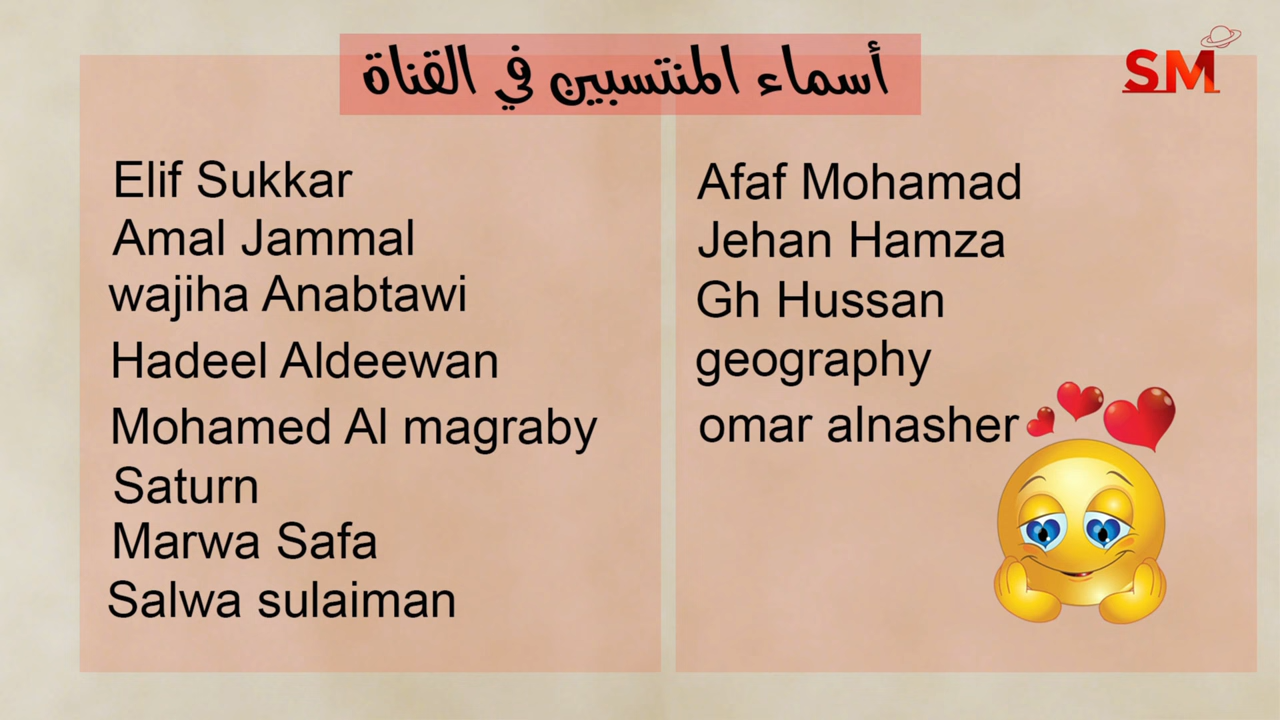 أسماء المنتسبين في القناة
SM
Elif Sukkar
Amal Jammal
wajiha Anabtawi
Hadeel Aldeewan
Mohamed Al magraby
Saturn
Marwa Safa
Salwa sulaiman
Afaf Mohamad
Jehan Hamza
Gh Hussan
geography
omar alnasher